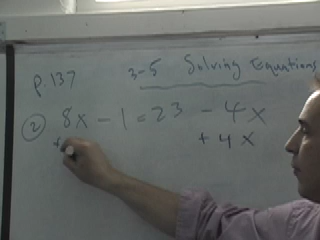 p.137 3-5 Solving Equations
2 8x - 1 = 23 - 4x
+ + 4x